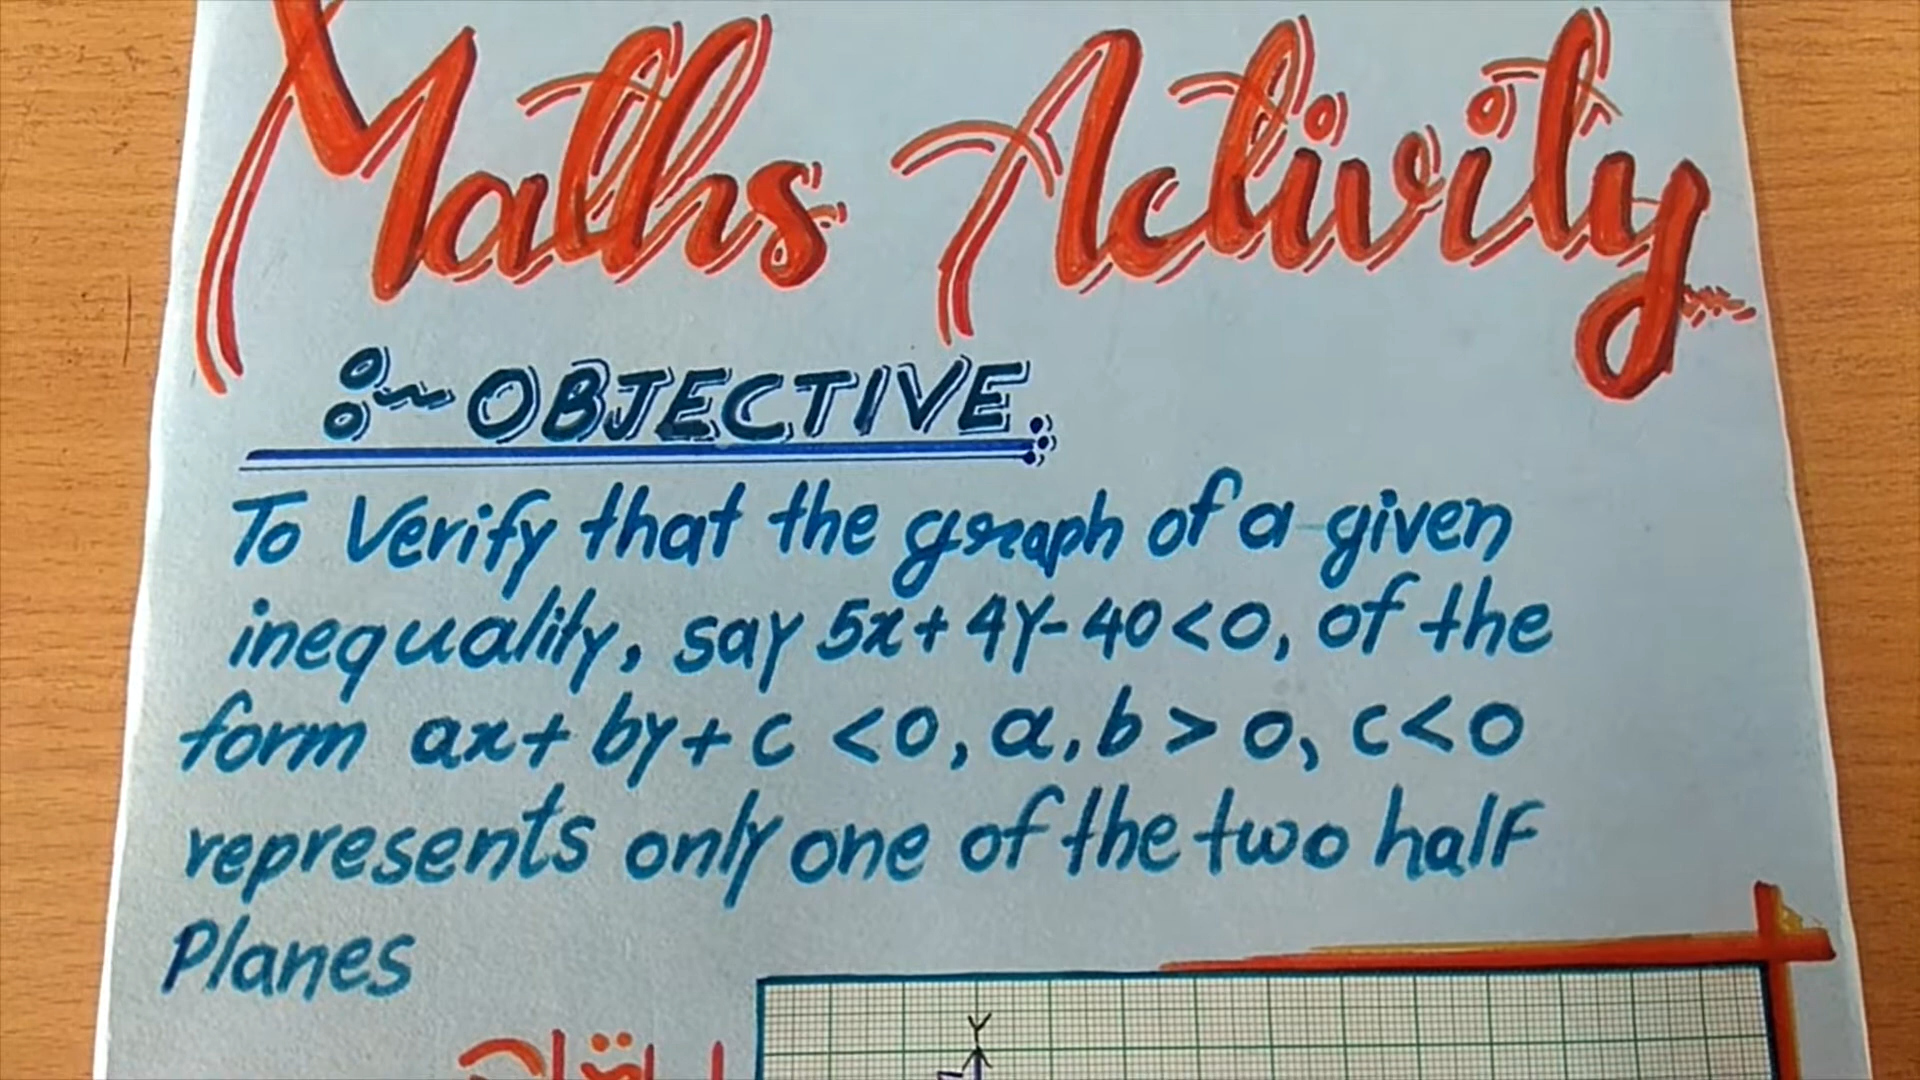 Maths Activity
OBJECTIVE.
To Verify that the graph of a given
inequality, say 5x+4y-40<0, of the
form ax+by+c <0, a,b > 0, c<0
represents only one of the two half
Planes
Y